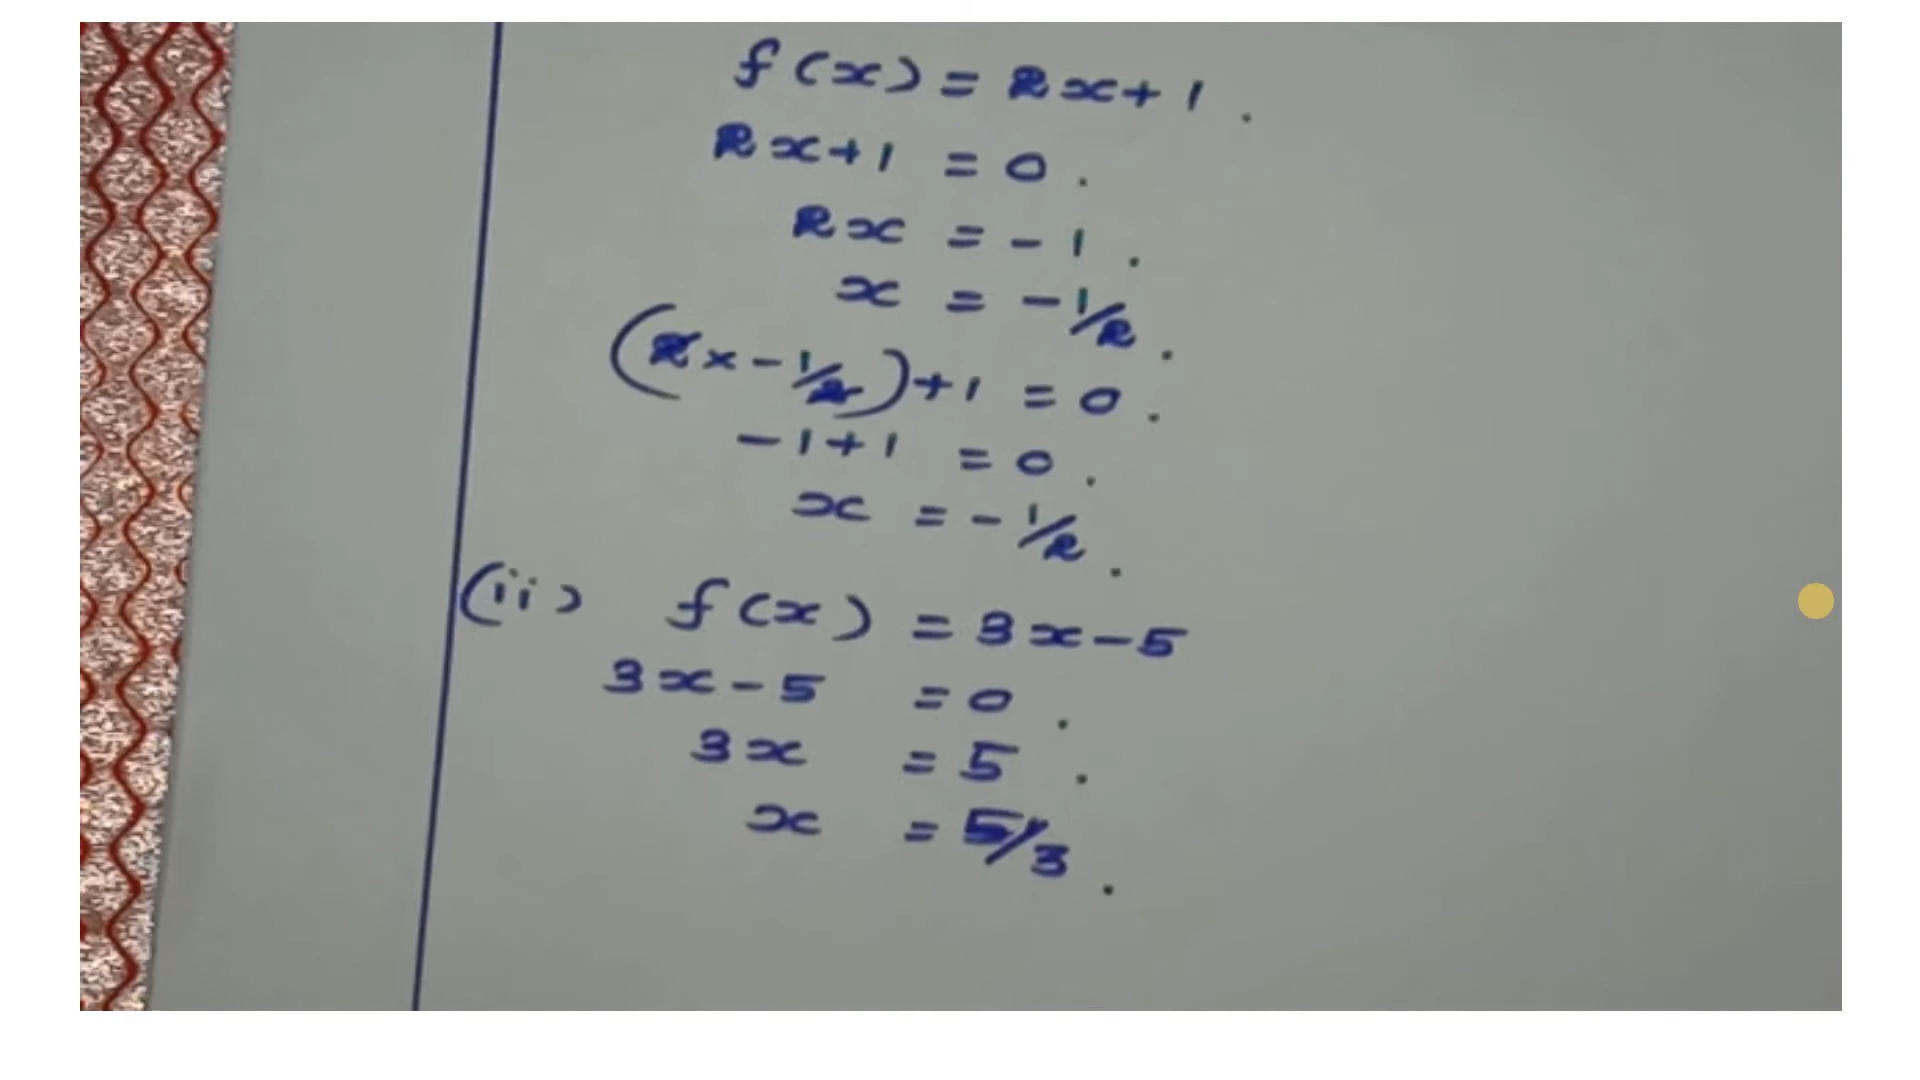 f(x) = 2x+1.
2x+1 = 0.
2x = -1.
x = -1/2.
(2x-1/2)+1 = 0.
-1+1 = 0.
x = -1/2.
(ii) f(x) = 3x-5
3x-5 = 0.
3x = 5.
x = 5/3.